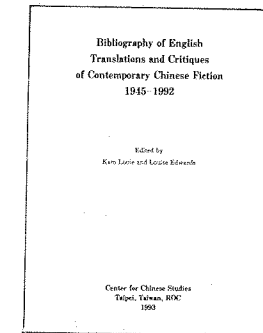 Bibliography of English
Translations and Critiques
of Contemporary Chinese Fiction
1945–1992
Edited by
Kam Louie and Louise Edwards
Center for Chinese Studies
Taipei, Taiwan, ROC
1993